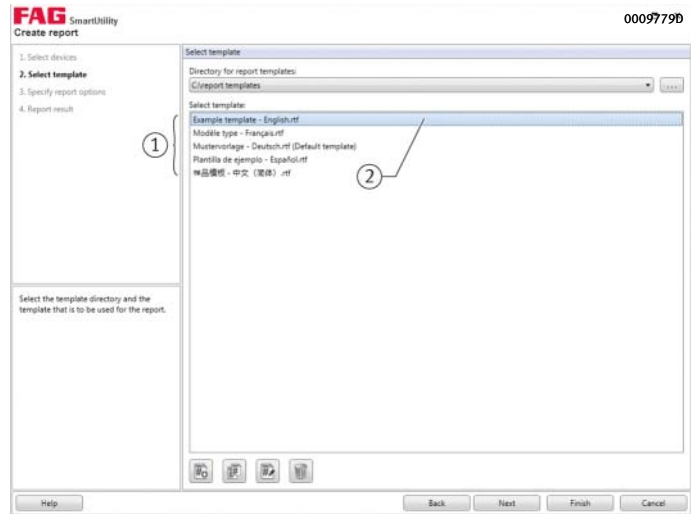 FAG SmartUtility
0009779D
Create report
1. Select devices
2. Select template
3. Specify report options
4. Report result
Select template
Directory for report templates:
C:\report templates
...
Select template:
Example template - English.rtf
Modèle type - Français.rtf
Mustervorlage - Deutsch.rtf (Default template)
Plantilla de ejemplo - Español.rtf
样品模板 - 中文（简体）.rtf
1
2
Select the template directory and the
template that is to be used for the report.
Help
Back
Next
Finish
Cancel